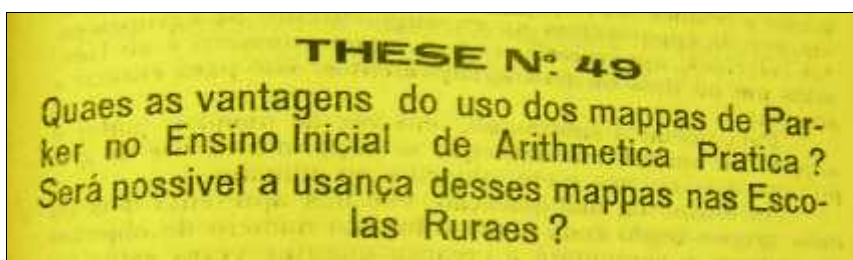 THESE Nº. 49
Quaes as vantagens do uso dos mappas de Par-
ker no Ensino Inicial de Arithmetica Pratica ?
Será possivel a usança desses mappas nas Esco-
las Ruraes ?